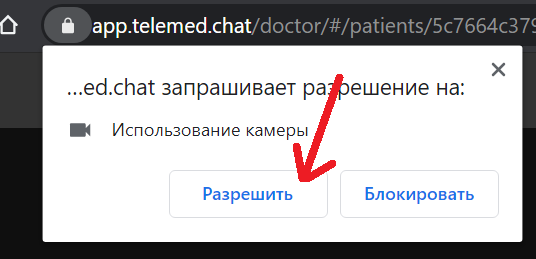 app.telemed.chat/doctor/#/patients/5c7664c379
...ed.chat запрашивает разрешение на:
Использование камеры
Разрешить
Блокировать